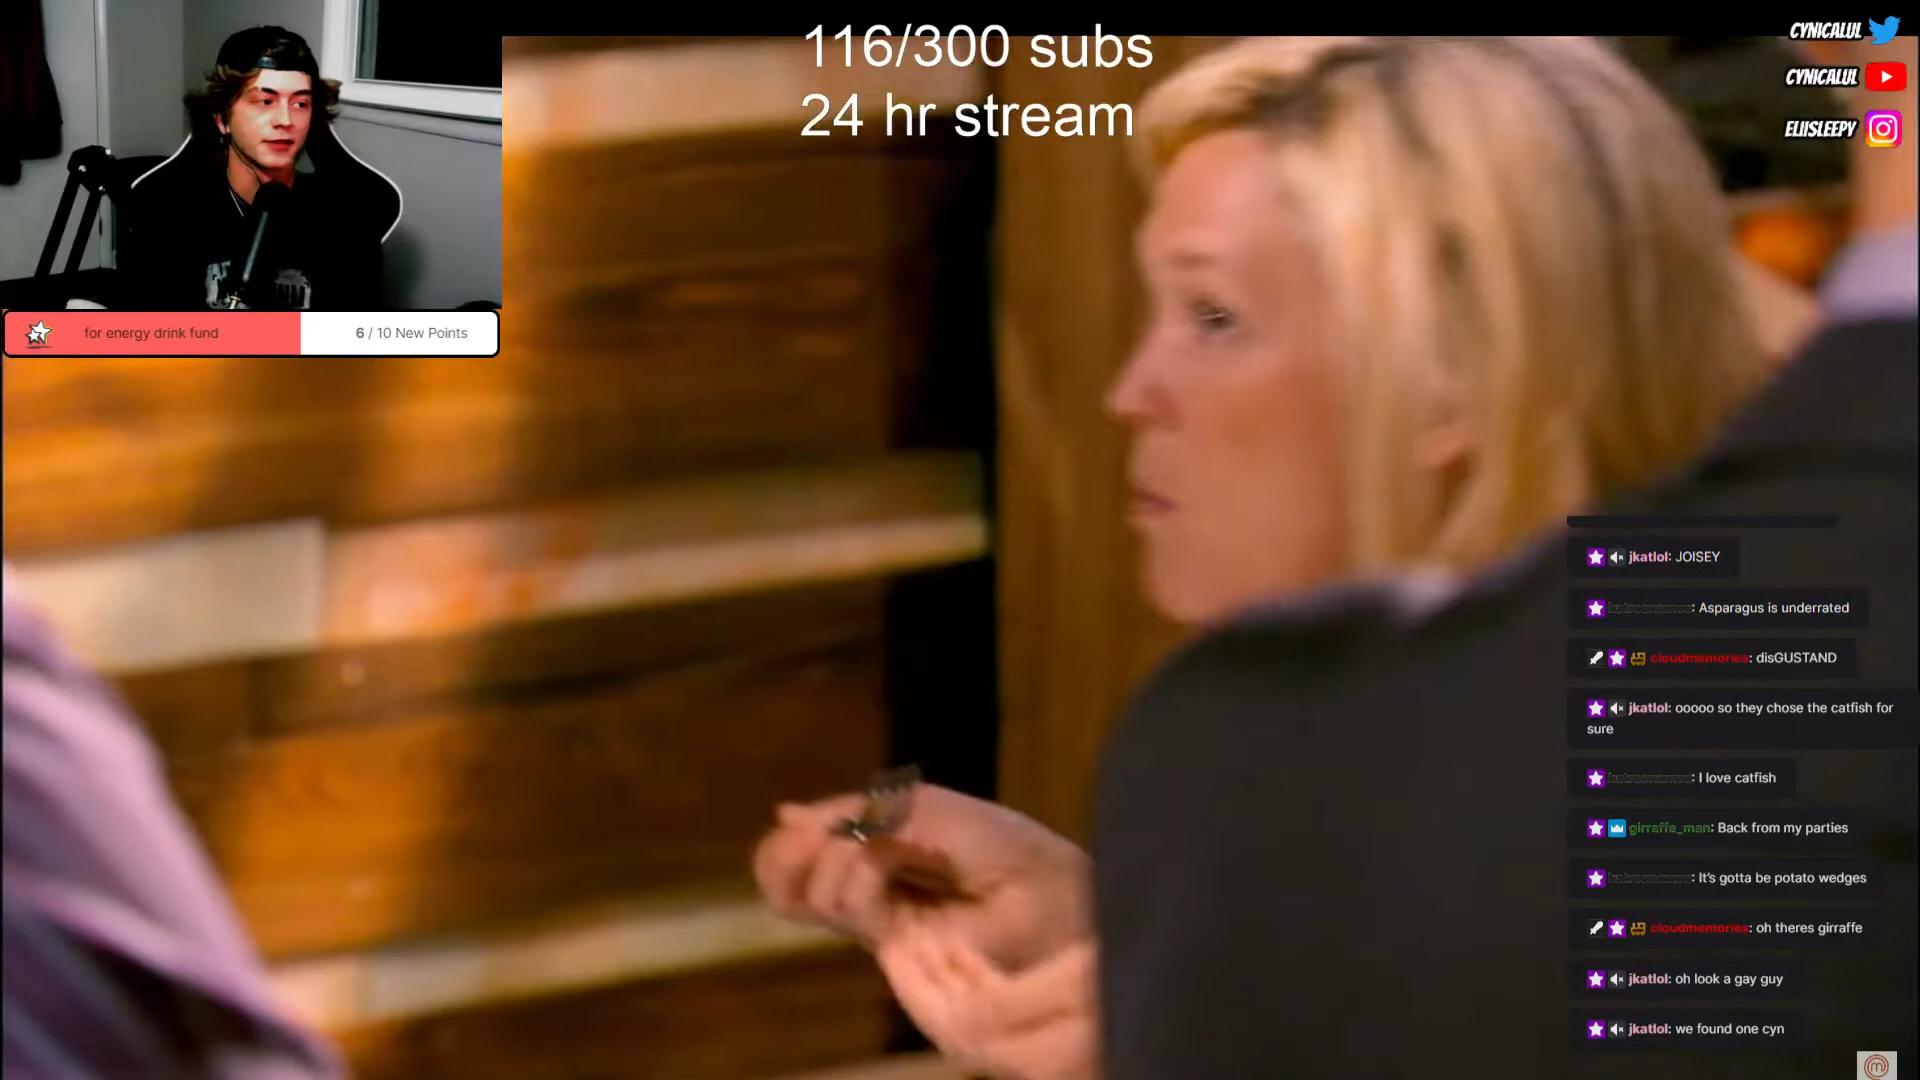 116/300 subs
24 hr stream
CYNICALUL
CYNICALUL
ELIISLEEPY
for energy drink fund
6 / 10 New Points
jkatlol: JOISEY
: Asparagus is underrated
cloudmemories: disGUSTAND
jkatlol: ooooo so they chose the catfish for
sure
: I love catfish
girraffe_man: Back from my parties
: It's gotta be potato wedges
cloudmemories: oh theres girraffe
jkatlol: oh look a gay guy
jkatlol: we found one cyn